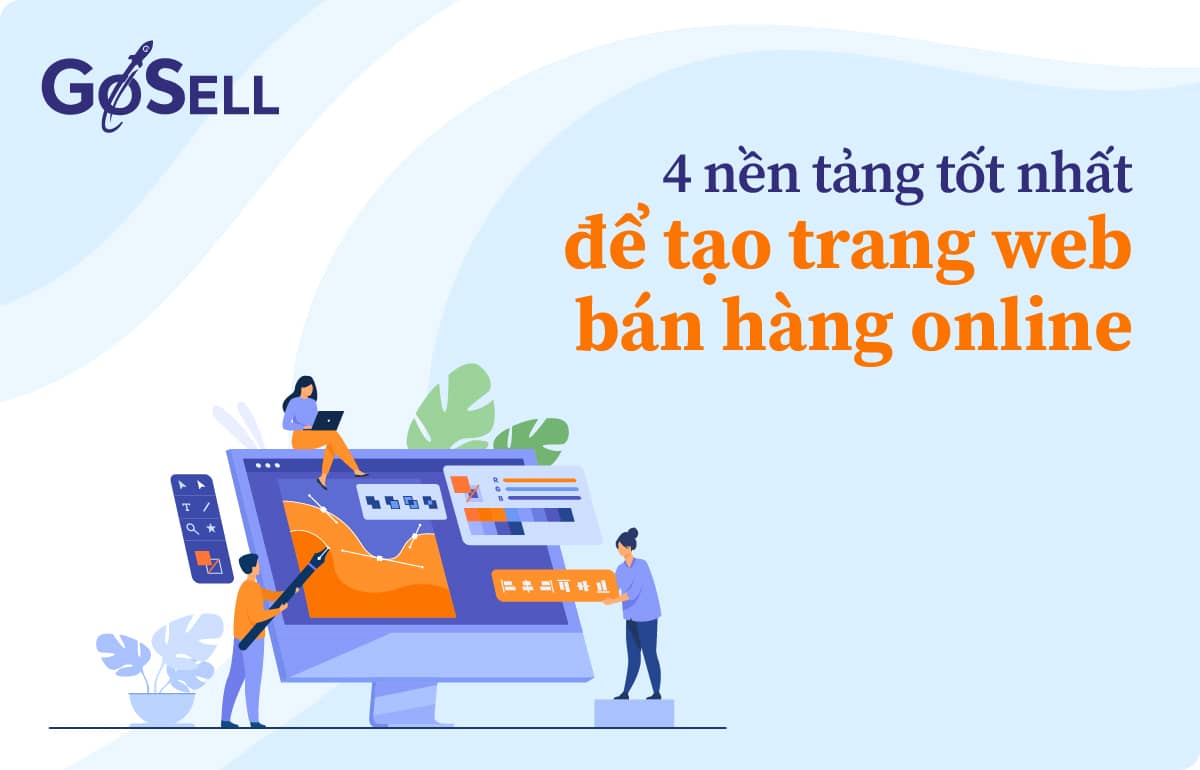 GoSELL
4 nền tảng tốt nhất
để tạo trang web
bán hàng online
T
R
G
B